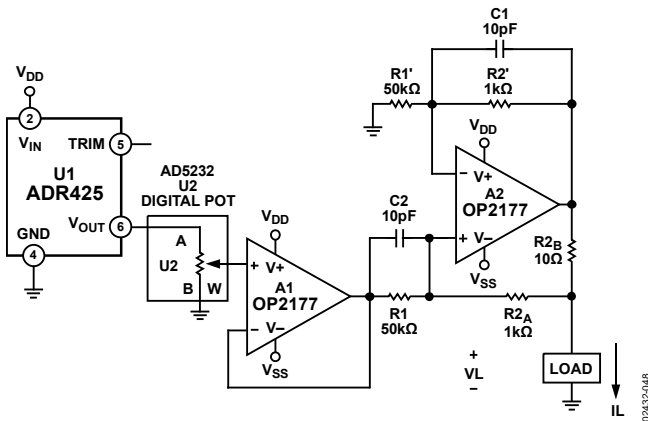 C1
10pF
R1'
50kΩ
R2'
1kΩ
VDD
2
VIN
TRIM
5
U1
ADR425
VOUT
6
GND
4
AD5232
U2
DIGITAL POT
A
U2
B
W
VDD
+
V+
A1
OP2177
−
V−
VSS
C2
10pF
R1
50kΩ
VDD
−
V+
A2
OP2177
+
V−
VSS
R2B
10Ω
R2A
1kΩ
+
VL
−
LOAD
IL
02432-048